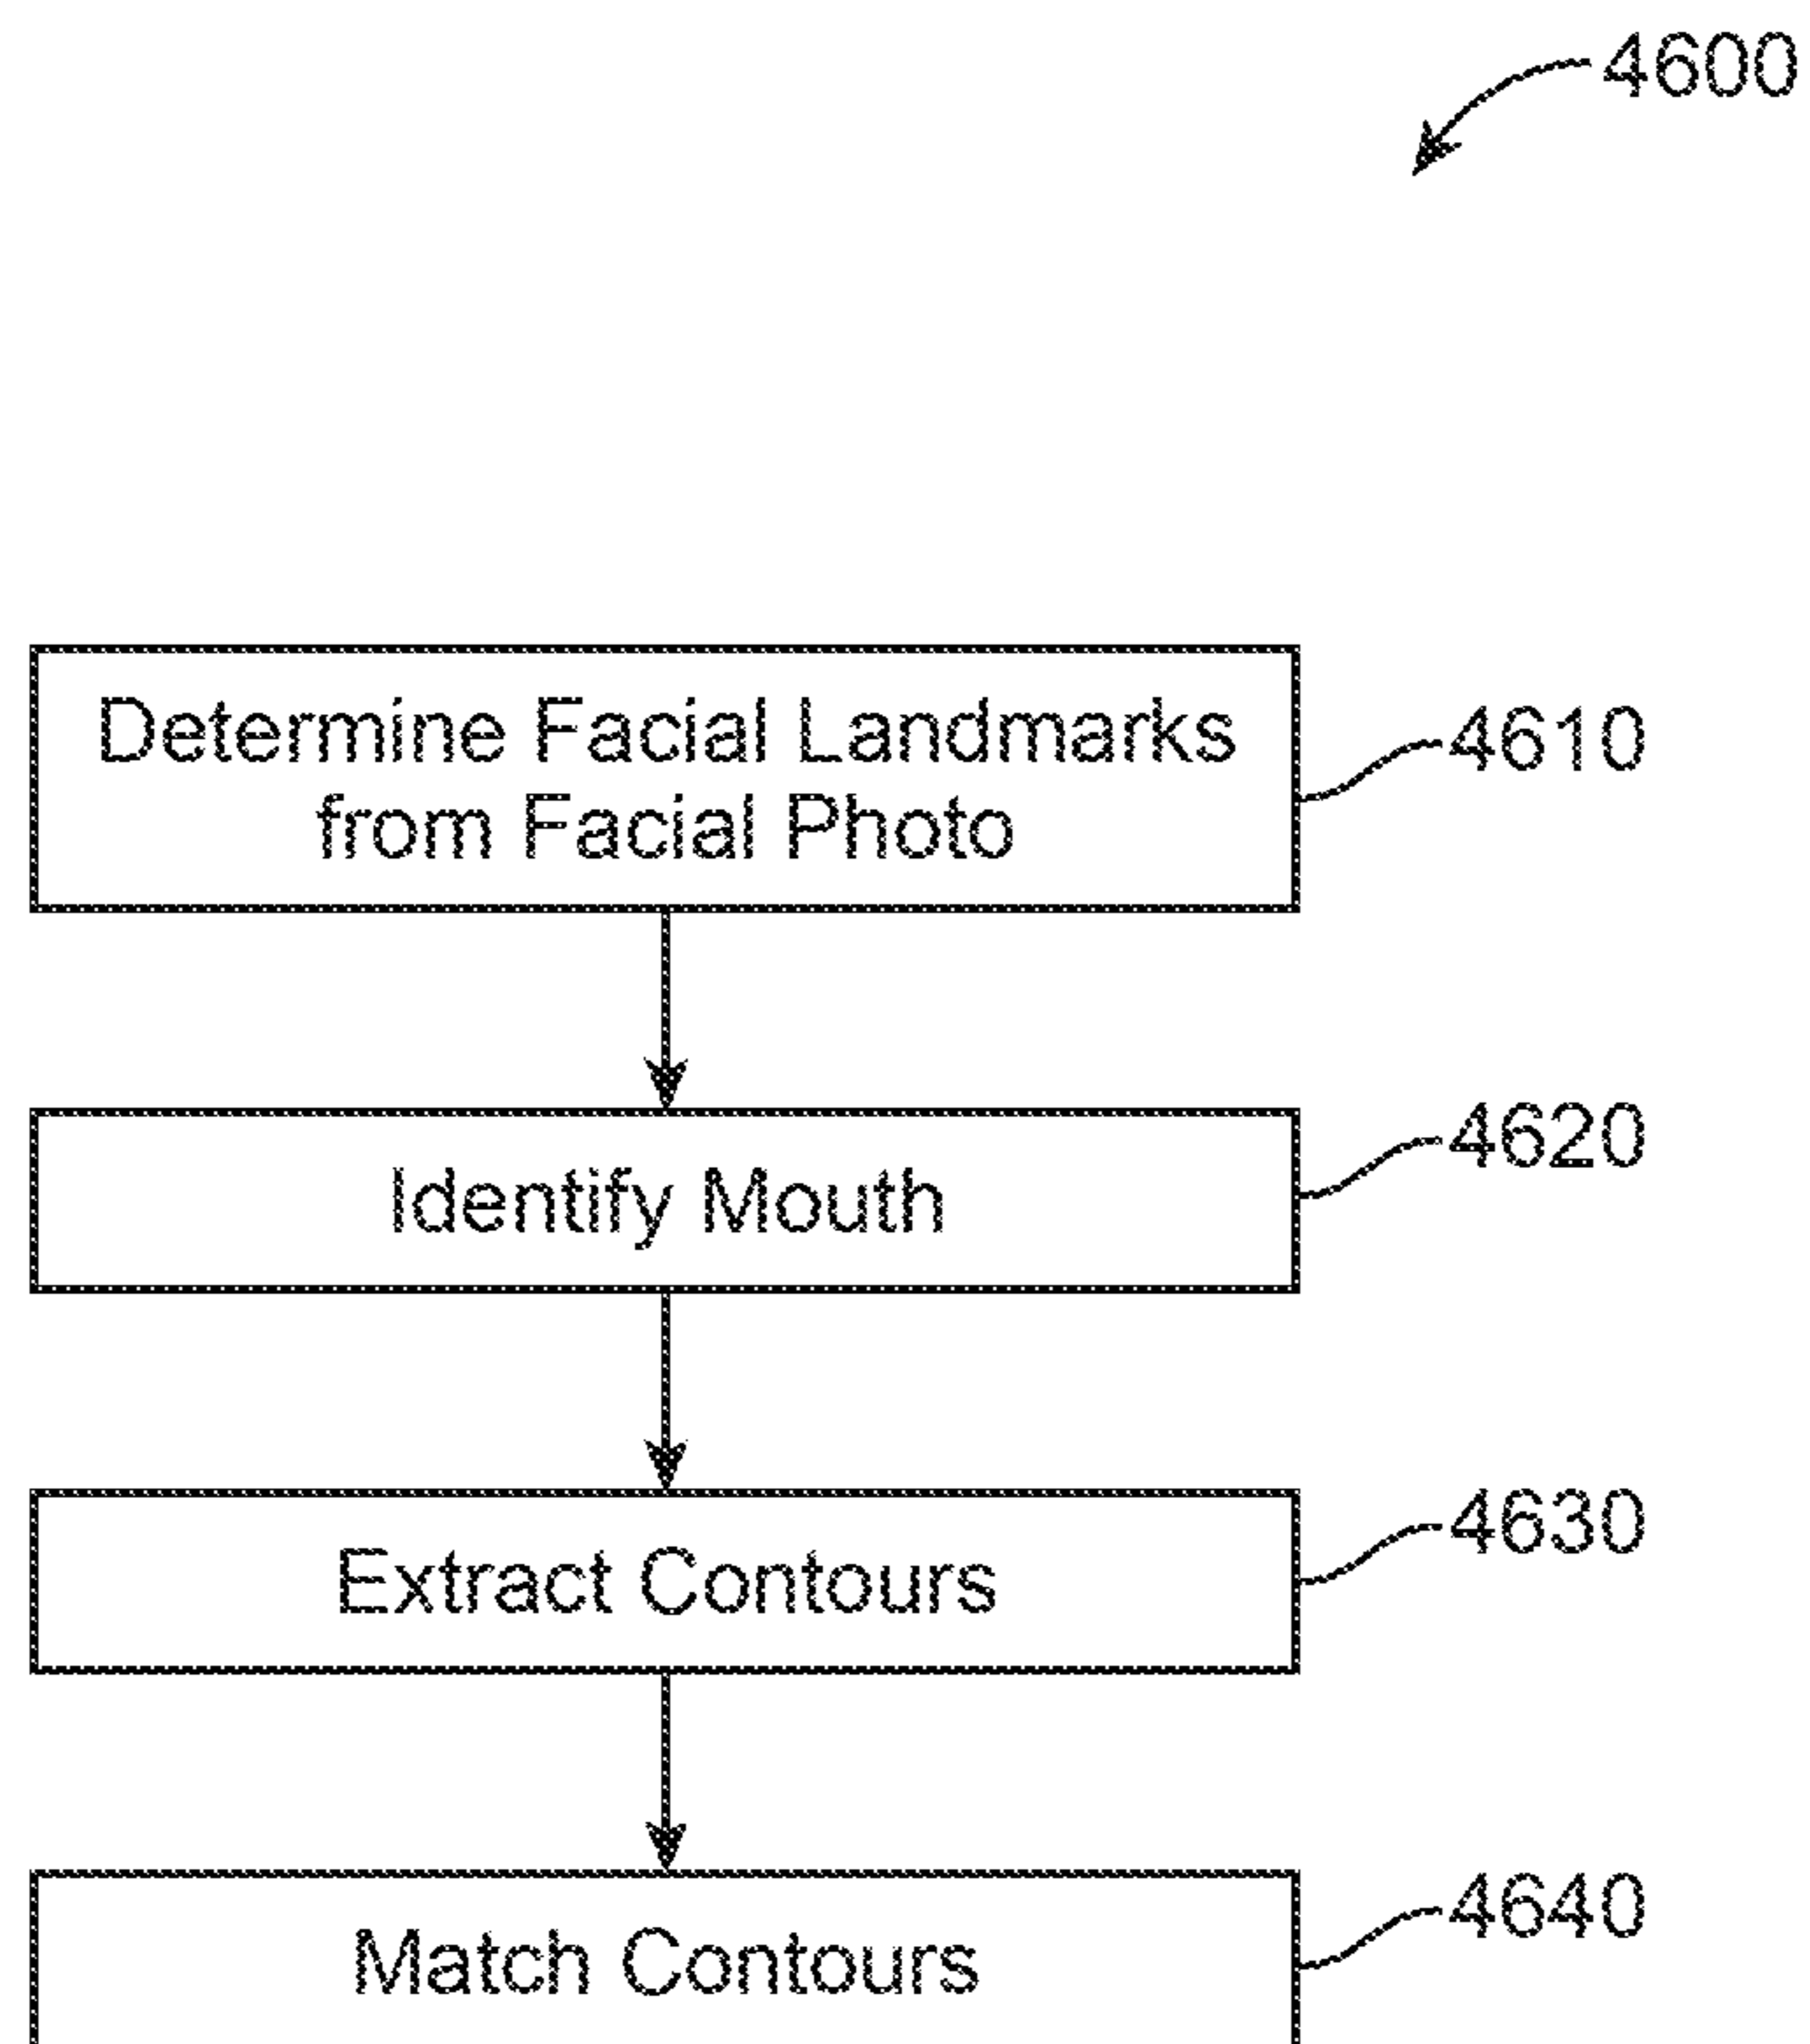 4600
Determine Facial Landmarks
from Facial Photo
4610
Identify Mouth
4620
Extract Contours
4630
Match Contours
4640